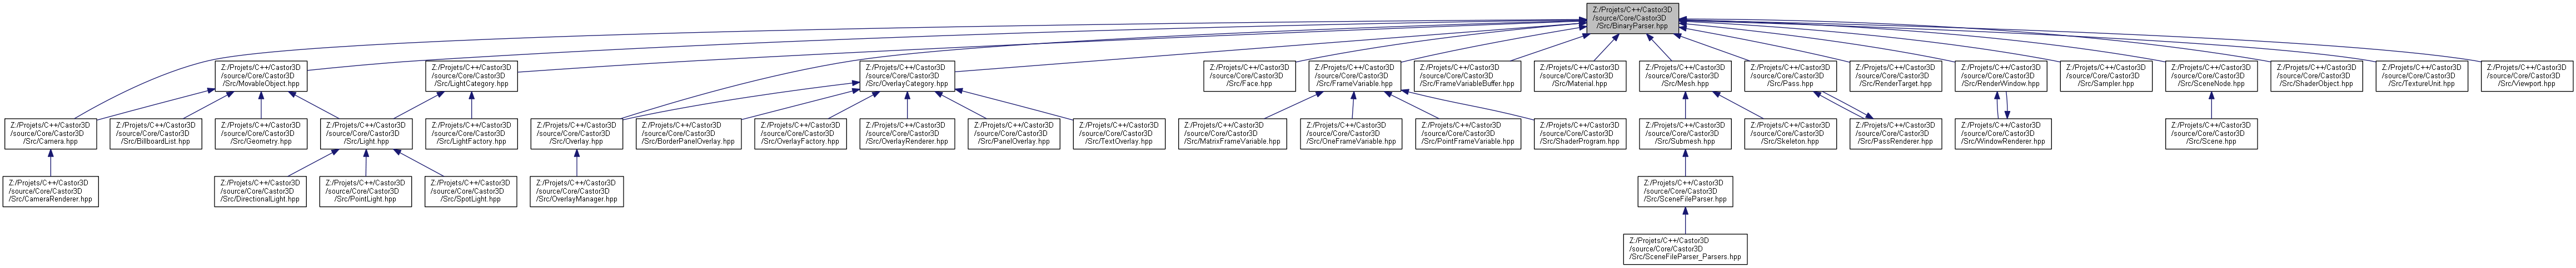 Z:/Projets/C++/Castor3D
/source/Core/Castor3D
/Src/BinaryParser.hpp
Z:/Projets/C++/Castor3D
/source/Core/Castor3D
/Src/MovableObject.hpp
Z:/Projets/C++/Castor3D
/source/Core/Castor3D
/Src/LightCategory.hpp
Z:/Projets/C++/Castor3D
/source/Core/Castor3D
/Src/OverlayCategory.hpp
Z:/Projets/C++/Castor3D
/source/Core/Castor3D
/Src/Face.hpp
Z:/Projets/C++/Castor3D
/source/Core/Castor3D
/Src/FrameVariable.hpp
Z:/Projets/C++/Castor3D
/source/Core/Castor3D
/Src/FrameVariableBuffer.hpp
Z:/Projets/C++/Castor3D
/source/Core/Castor3D
/Src/Material.hpp
Z:/Projets/C++/Castor3D
/source/Core/Castor3D
/Src/Mesh.hpp
Z:/Projets/C++/Castor3D
/source/Core/Castor3D
/Src/Pass.hpp
Z:/Projets/C++/Castor3D
/source/Core/Castor3D
/Src/RenderTarget.hpp
Z:/Projets/C++/Castor3D
/source/Core/Castor3D
/Src/RenderWindow.hpp
Z:/Projets/C++/Castor3D
/source/Core/Castor3D
/Src/Sampler.hpp
Z:/Projets/C++/Castor3D
/source/Core/Castor3D
/Src/SceneNode.hpp
Z:/Projets/C++/Castor3D
/source/Core/Castor3D
/Src/ShaderObject.hpp
Z:/Projets/C++/Castor3D
/source/Core/Castor3D
/Src/TextureUnit.hpp
Z:/Projets/C++/Castor3D
/source/Core/Castor3D
/Src/Viewport.hpp
Z:/Projets/C++/Castor3D
/source/Core/Castor3D
/Src/Camera.hpp
Z:/Projets/C++/Castor3D
/source/Core/Castor3D
/Src/BillboardList.hpp
Z:/Projets/C++/Castor3D
/source/Core/Castor3D
/Src/Geometry.hpp
Z:/Projets/C++/Castor3D
/source/Core/Castor3D
/Src/Light.hpp
Z:/Projets/C++/Castor3D
/source/Core/Castor3D
/Src/LightFactory.hpp
Z:/Projets/C++/Castor3D
/source/Core/Castor3D
/Src/Overlay.hpp
Z:/Projets/C++/Castor3D
/source/Core/Castor3D
/Src/BorderPanelOverlay.hpp
Z:/Projets/C++/Castor3D
/source/Core/Castor3D
/Src/OverlayFactory.hpp
Z:/Projets/C++/Castor3D
/source/Core/Castor3D
/Src/OverlayRenderer.hpp
Z:/Projets/C++/Castor3D
/source/Core/Castor3D
/Src/PanelOverlay.hpp
Z:/Projets/C++/Castor3D
/source/Core/Castor3D
/Src/TextOverlay.hpp
Z:/Projets/C++/Castor3D
/source/Core/Castor3D
/Src/MatrixFrameVariable.hpp
Z:/Projets/C++/Castor3D
/source/Core/Castor3D
/Src/OneFrameVariable.hpp
Z:/Projets/C++/Castor3D
/source/Core/Castor3D
/Src/PointFrameVariable.hpp
Z:/Projets/C++/Castor3D
/source/Core/Castor3D
/Src/ShaderProgram.hpp
Z:/Projets/C++/Castor3D
/source/Core/Castor3D
/Src/Submesh.hpp
Z:/Projets/C++/Castor3D
/source/Core/Castor3D
/Src/Skeleton.hpp
Z:/Projets/C++/Castor3D
/source/Core/Castor3D
/Src/PassRenderer.hpp
Z:/Projets/C++/Castor3D
/source/Core/Castor3D
/Src/WindowRenderer.hpp
Z:/Projets/C++/Castor3D
/source/Core/Castor3D
/Src/Scene.hpp
Z:/Projets/C++/Castor3D
/source/Core/Castor3D
/Src/CameraRenderer.hpp
Z:/Projets/C++/Castor3D
/source/Core/Castor3D
/Src/DirectionalLight.hpp
Z:/Projets/C++/Castor3D
/source/Core/Castor3D
/Src/PointLight.hpp
Z:/Projets/C++/Castor3D
/source/Core/Castor3D
/Src/SpotLight.hpp
Z:/Projets/C++/Castor3D
/source/Core/Castor3D
/Src/OverlayManager.hpp
Z:/Projets/C++/Castor3D
/source/Core/Castor3D
/Src/SceneFileParser.hpp
Z:/Projets/C++/Castor3D
/source/Core/Castor3D
/Src/SceneFileParser_Parsers.hpp